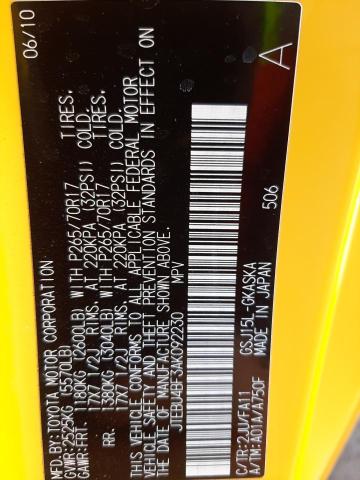 MFD.BY:TOYOTA MOTOR CORPORATION 06/10
GVWR:2525KG (5570LB)
GAWR:FRT. 1180KG (2600LB) WITH P265/70R17 TIRES,
17X7 1/2J RIMS, AT 220KPA (32PSI) COLD.
RR. 1380KG (3040LB) WITH P265/70R17 TIRES,
17X7 1/2J RIMS, AT 220KPA (32PSI) COLD.
THIS VEHICLE CONFORMS TO ALL APPLICABLE FEDERAL MOTOR
VEHICLE SAFETY AND THEFT PREVENTION STANDARDS IN EFFECT ON
THE DATE OF MANUFACTURE SHOWN ABOVE.
JTEBU4BF3AK092230 MPV
A
506
C/TR:2JJ/FA11 GSJ15L-GKASKA
A/TM:A01A/A750F MADE IN JAPAN